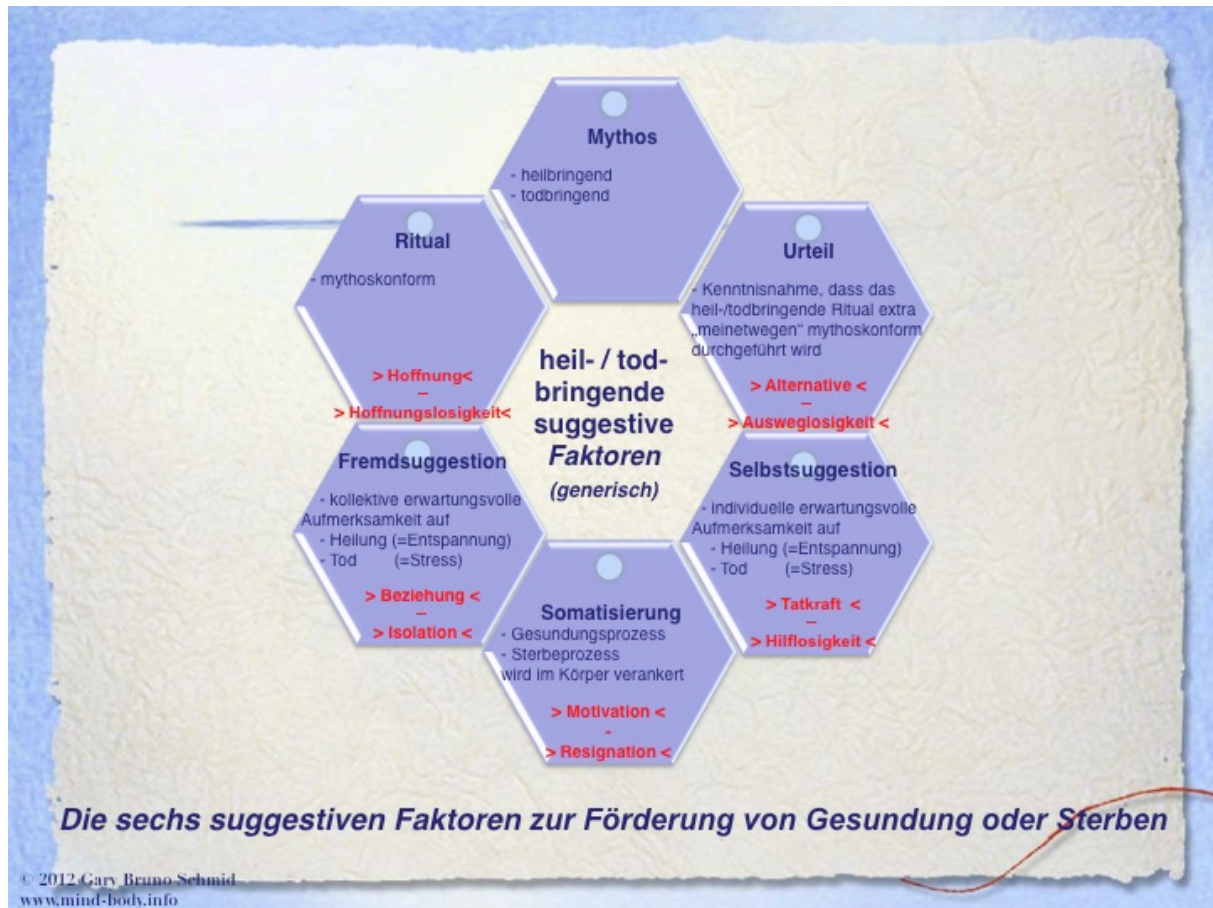 Mythos
- heilbringend
- todbringend
Ritual
- mythoskonform
> Hoffnung<
–
> Hoffnungslosigkeit<
Urteil
- Kenntnisnahme, dass das
heil-/todbringende Ritual extra
„meinetwegen“ mythoskonform
durchgeführt wird
> Alternative <
–
> Ausweglosigkeit <
heil- / tod-
bringende
suggestive
Faktoren
(generisch)
Fremdsuggestion
- kollektive erwartungsvolle
Aufmerksamkeit auf
- Heilung (=Entspannung)
- Tod (=Stress)
> Beziehung <
–
> Isolation <
Selbstsuggestion
- individuelle erwartungsvolle
Aufmerksamkeit auf
- Heilung (=Entspannung)
- Tod (=Stress)
> Tatkraft <
–
> Hilflosigkeit <
Somatisierung
- Gesundungsprozess
- Sterbeprozess
wird im Körper verankert
> Motivation <
-
> Resignation <
Die sechs suggestiven Faktoren zur Förderung von Gesundung oder Sterben
© 2012 Gary Bruno Schmid
www.mind-body.info